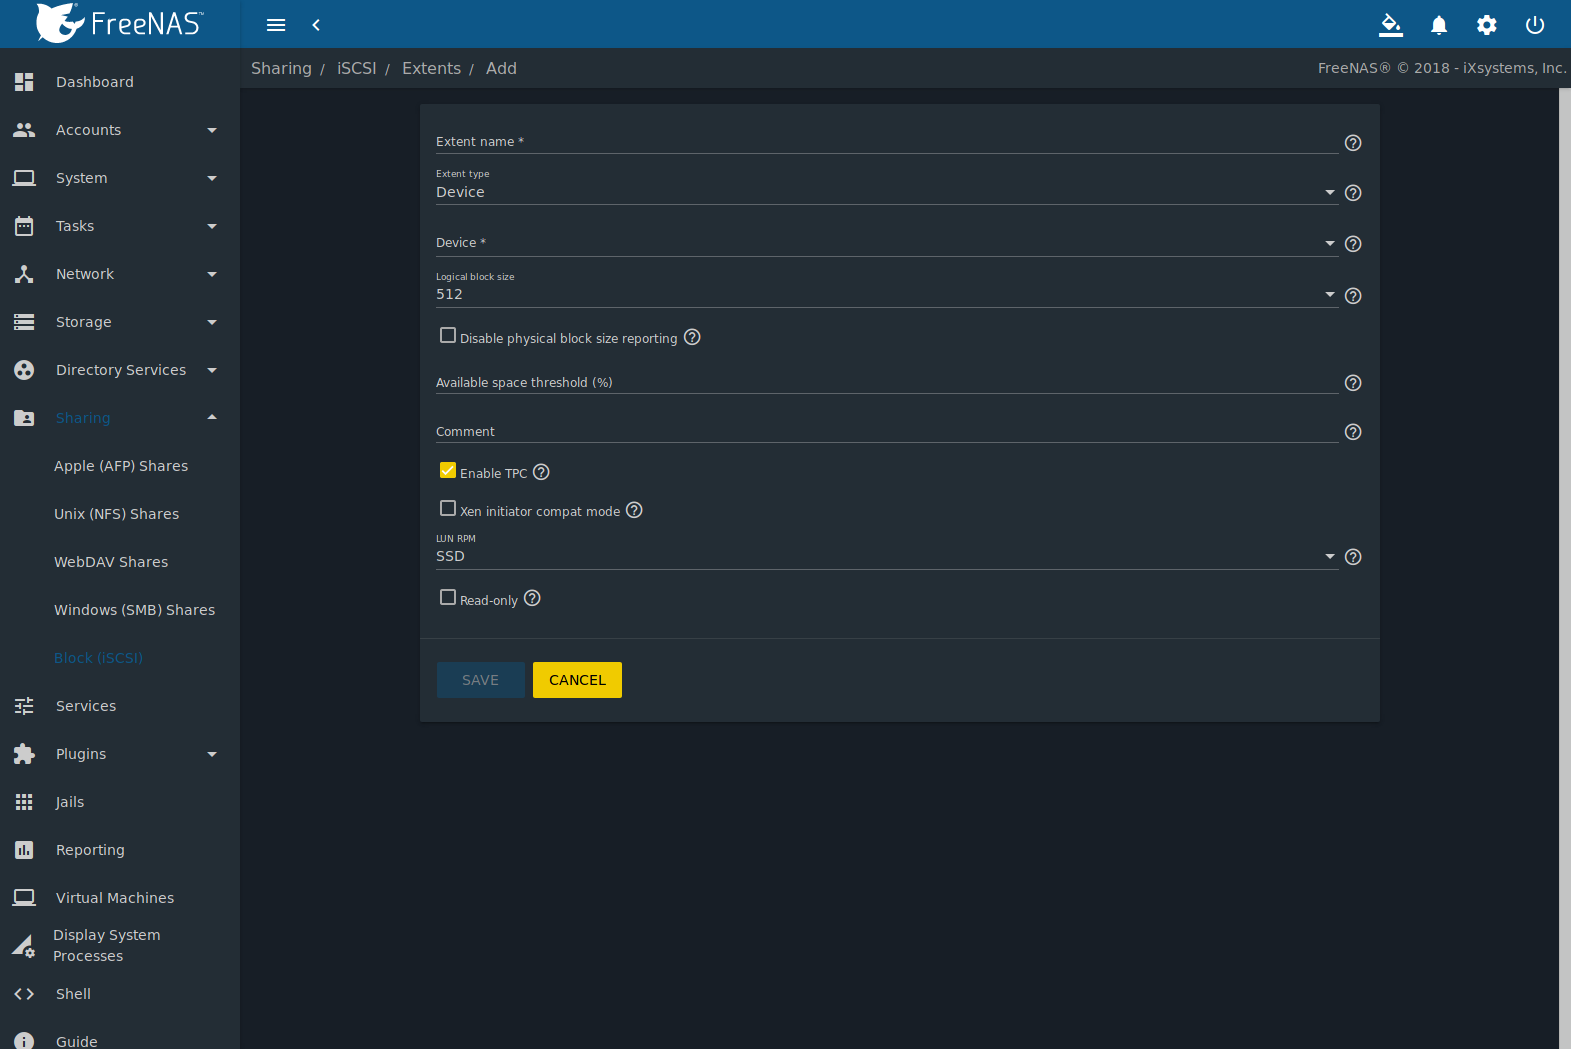 FreeNAS™
Sharing / iSCSI / Extents / Add
FreeNAS® © 2018 - iXsystems, Inc.
Dashboard
Accounts
System
Tasks
Network
Storage
Directory Services
Sharing
Apple (AFP) Shares
Unix (NFS) Shares
WebDAV Shares
Windows (SMB) Shares
Block (iSCSI)
Services
Plugins
Jails
Reporting
Virtual Machines
Display System
Processes
Shell
Guide
Extent name *
Extent type
Device
Device *
Logical block size
512
Disable physical block size reporting
Available space threshold (%)
Comment
Enable TPC
Xen initiator compat mode
LUN RPM
SSD
Read-only
SAVE
CANCEL